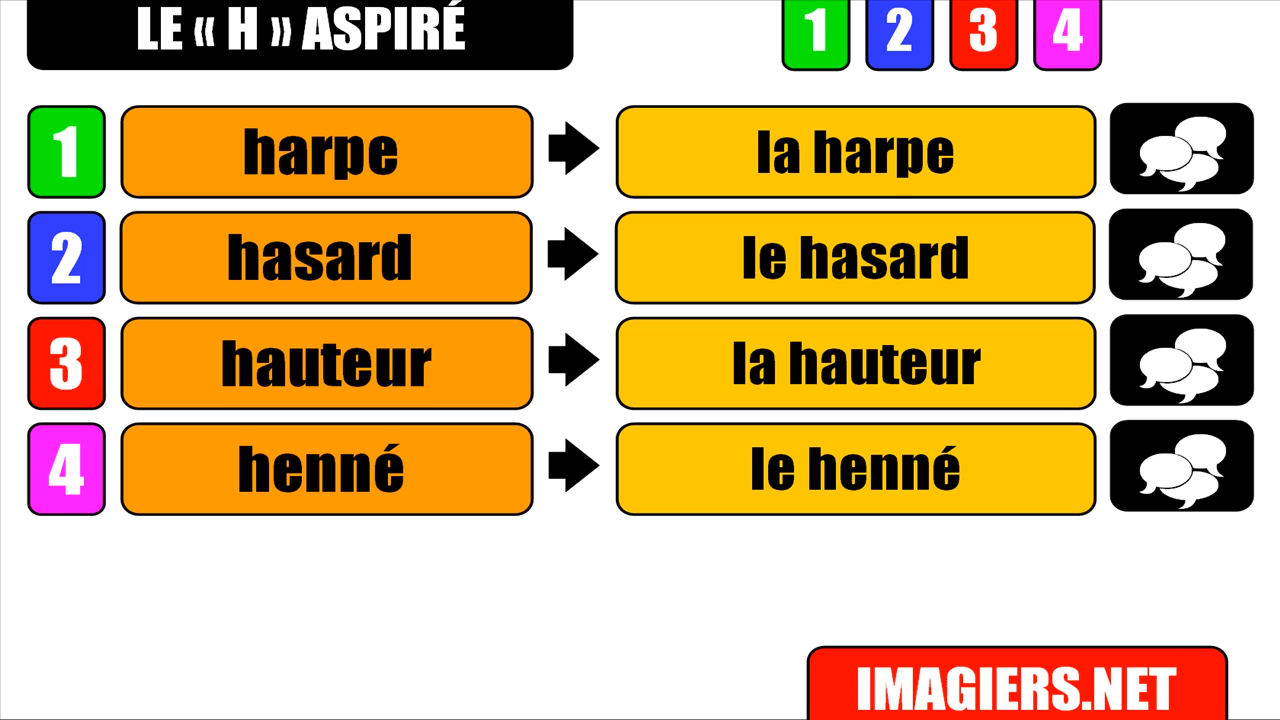 LE « H » ASPIRÉ
1 2 3 4
1 harpe la harpe
2 hasard le hasard
3 hauteur la hauteur
4 henné le henné
IMAGIERS.NET